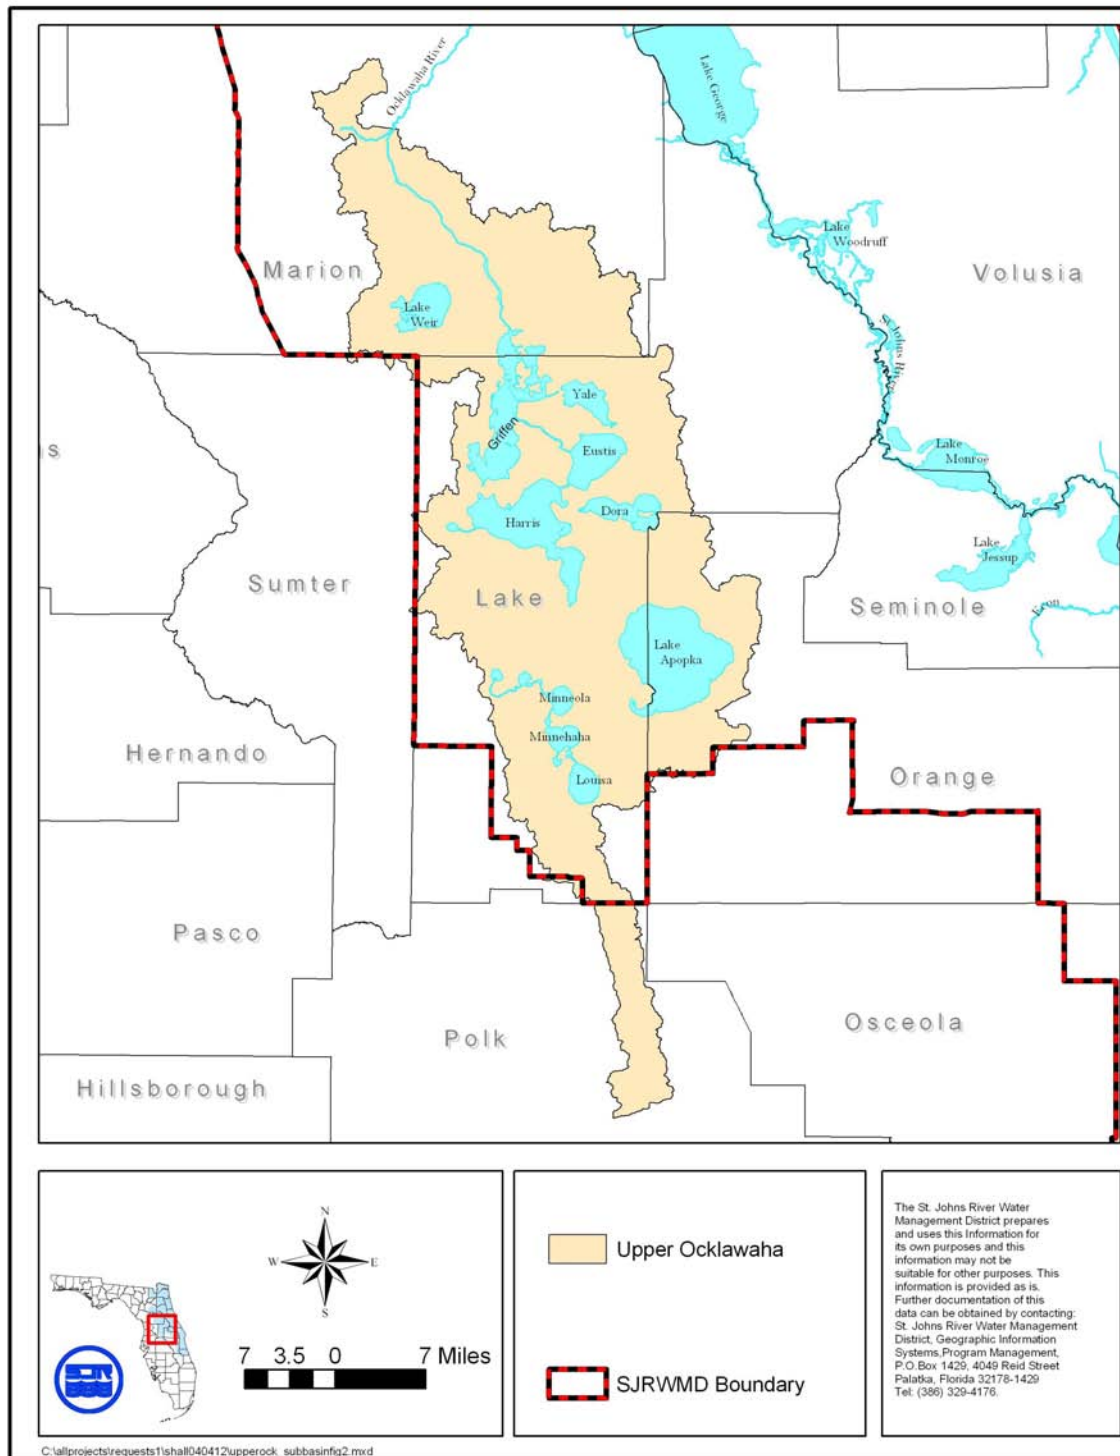 Ocklawaha River
Lake George
Lake
Woodruff
Marion
Volusia
Lake
Weir
St. Johns River
Yale
Griffen
Eustis
s
Lake
Monroe
Harris
Dora
Lake
Jessup
Sumter
Lake
Seminole
Econ
Lake
Apopka
Minneola
Minnehaha
Hernando
Louisa
Orange
Pasco
Osceola
Polk
Hillsborough
N
W
E
S
7 3.5 0 7 Miles
Upper Ocklawaha
SJRWMD Boundary
The St. Johns River Water
Management District prepares
and uses this Information for
its own purposes and this
information may not be
suitable for other purposes. This
information is provided as is.
Further documentation of this
data can be obtained by contacting:
St. Johns River Water Management
District, Geographic Information
Systems,Program Management,
P.O.Box 1429, 4049 Reid Street
Palatka, Florida 32178-1429
Tel: (386) 329-4176.
C:\allprojects\requests1\shall040412\upperock_subbasinfig2.mxd